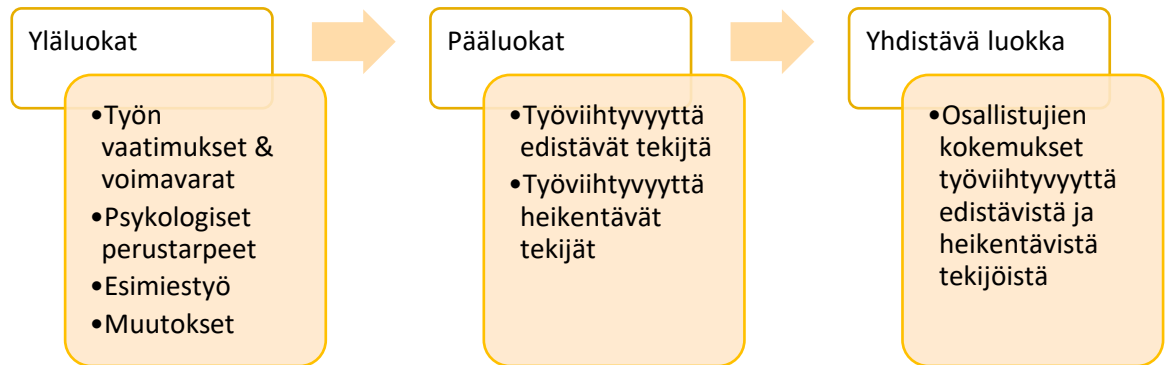 Yläluokat
•Työn
vaatimukset &
voimavarat
•Psykologiset
perustarpeet
•Esimiestyö
•Muutokset
Pääluokat
•Työviihtyvyyttä
edistävät tekijtä
•Työviihtyvyyttä
heikentävät
tekijät
Yhdistävä luokka
•Osallistujien
kokemukset
työviihtyvyyttä
edistävistä ja
heikentävistä
tekijöistä